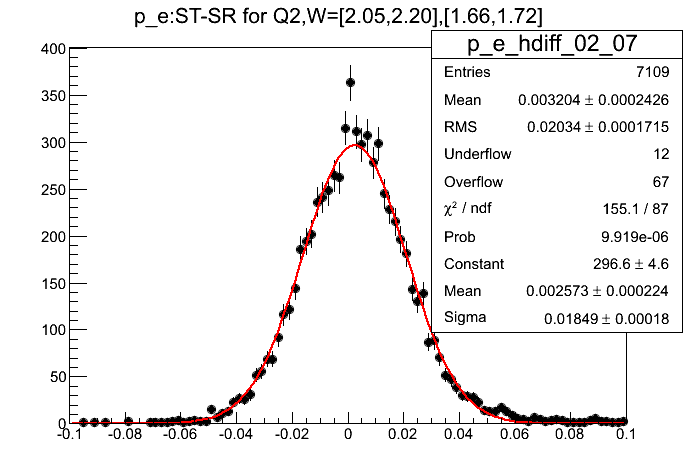 p_e:ST-SR for Q2,W=[2.05,2.20],[1.66,1.72]
p_e_hdiff_02_07
Entries 7109
Mean 0.003204 ± 0.0002426
RMS 0.02034 ± 0.0001715
Underflow 12
Overflow 67
χ² / ndf 155.1 / 87
Prob 9.919e-06
Constant 296.6 ± 4.6
Mean 0.002573 ± 0.000224
Sigma 0.01849 ± 0.00018
400
350
300
250
200
150
100
50
0
-0.1 -0.08 -0.06 -0.04 -0.02 0 0.02 0.04 0.06 0.08 0.1